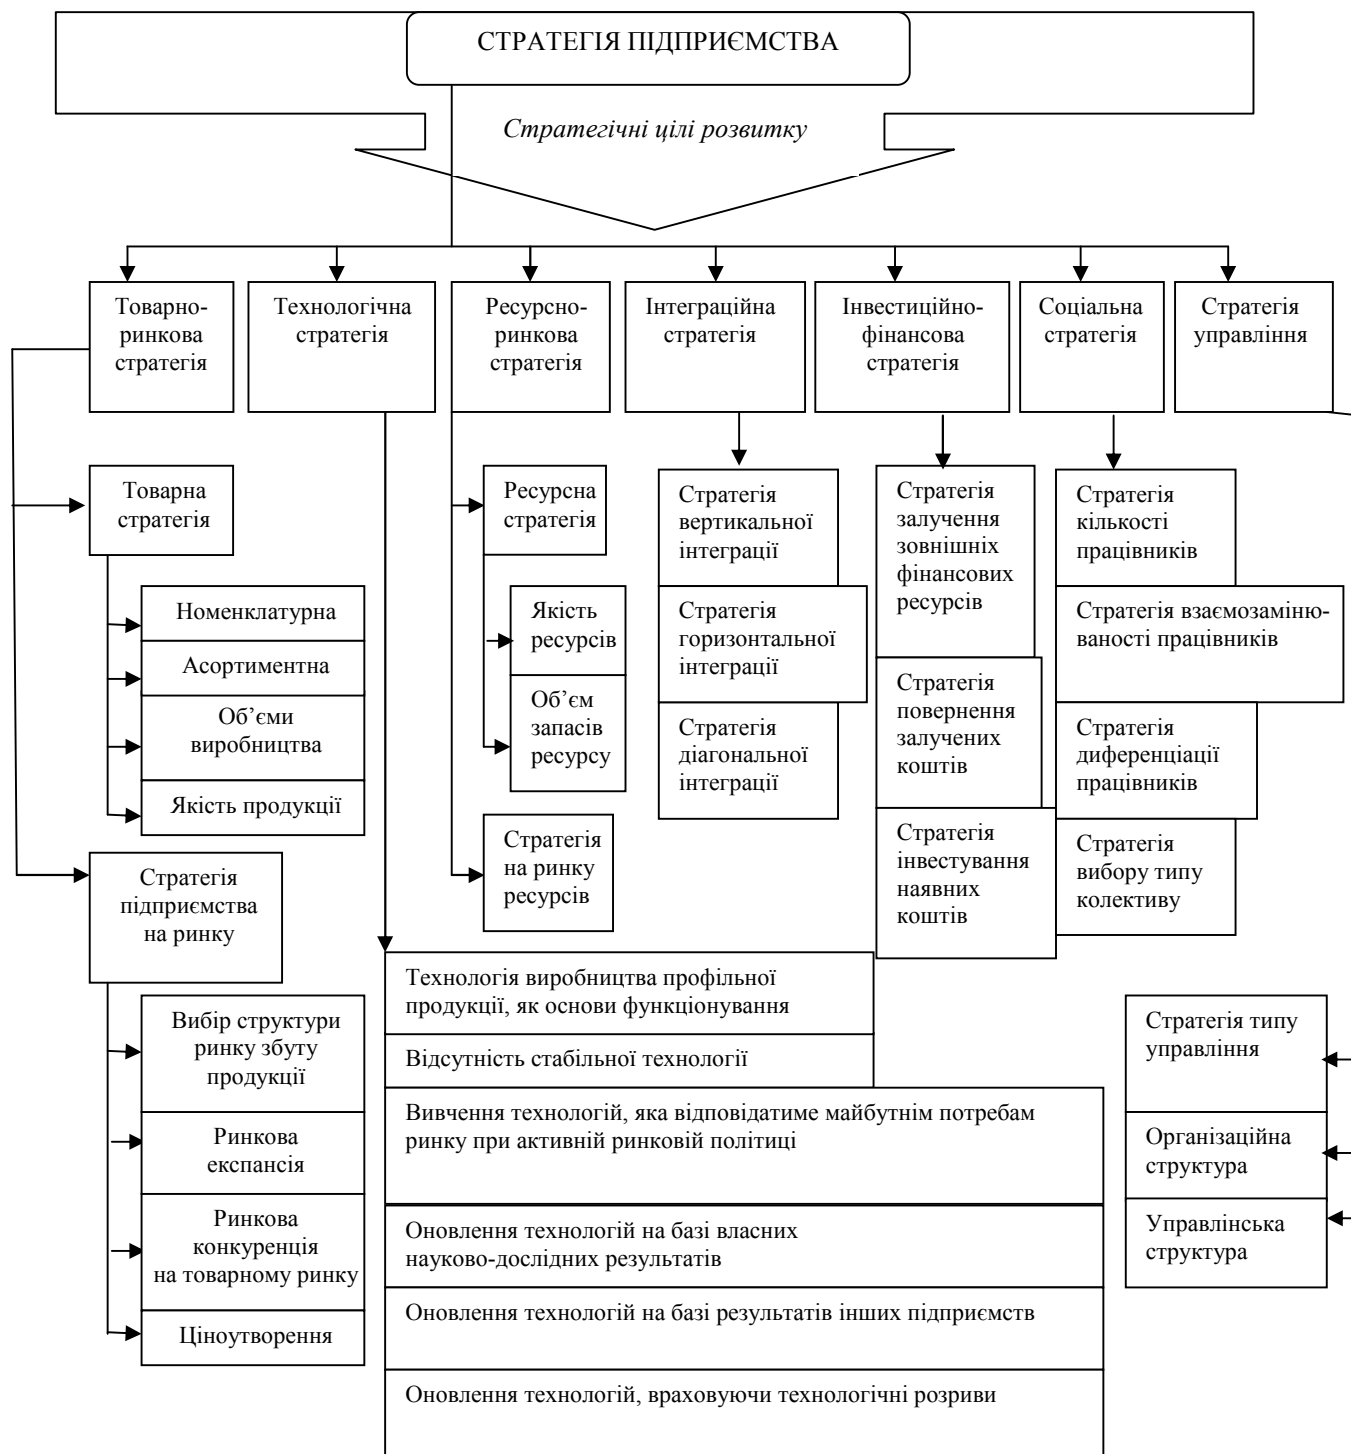 СТРАТЕГІЯ ПІДПРИЄМСТВА
Стратегічні цілі розвитку
Товарно-
ринкова
стратегія
Технологічна
стратегія
Ресурсно-
ринкова
стратегія
Інтеграційна
стратегія
Інвестиційно-
фінансова
стратегія
Соціальна
стратегія
Стратегія
управління
Товарна
стратегія
Номенклатурна
Асортиментна
Об’єми
виробництва
Якість продукції
Стратегія
підприємства
на ринку
Вибір структури
ринку збуту
продукції
Ринкова
експансія
Ринкова
конкуренція
на товарному ринку
Ціноутворення
Ресурсна
стратегія
Якість
ресурсів
Об’єм
запасів
ресурсу
Стратегія
на ринку
ресурсів
Стратегія
вертикальної
інтеграції
Стратегія
горизонтальної
інтеграції
Стратегія
діагональної
інтеграції
Стратегія
залучення
зовнішніх
фінансових
ресурсів
Стратегія
повернення
залучених
коштів
Стратегія
інвестування
наявних
коштів
Стратегія
кількості
працівників
Стратегія взаємозаміню-
ваності працівників
Стратегія
диференціації
працівників
Стратегія
вибору типу
колективу
Технологія виробництва профільної
продукції, як основи функціонування
Відсутність стабільної технології
Вивчення технологій, яка відповідатиме майбутнім потребам
ринку при активній ринковій політиці
Оновлення технологій на базі власних
науково-дослідних результатів
Оновлення технологій на базі результатів інших підприємств
Оновлення технологій, враховуючи технологічні розриви
Стратегія типу
управління
Організаційна
структура
Управлінська
структура